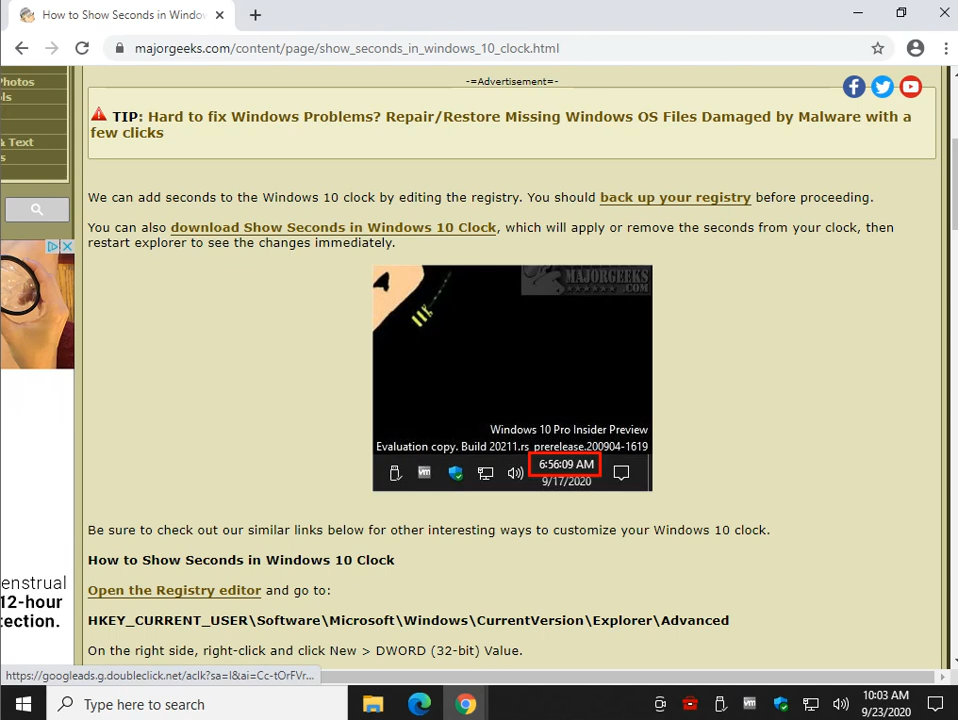 How to Show Seconds in Windo
majorgeeks.com/content/page/show_seconds_in_windows_10_clock.html
Photos
ls
& Text
s
-=Advertisement=-
TIP: Hard to fix Windows Problems? Repair/Restore Missing Windows OS Files Damaged by Malware with a
few clicks
We can add seconds to the Windows 10 clock by editing the registry. You should back up your registry before proceeding.
You can also download Show Seconds in Windows 10 Clock, which will apply or remove the seconds from your clock, then
restart explorer to see the changes immediately.
MAJORGEEKS
.COM
Windows 10 Pro Insider Preview
Evaluation copy. Build 20211.rs_prerelease.200904-1619
vm
6:56:09 AM
9/17/2020
Be sure to check out our similar links below for other interesting ways to customize your Windows 10 clock.
How to Show Seconds in Windows 10 Clock
Open the Registry editor and go to:
HKEY_CURRENT_USER\Software\Microsoft\Windows\CurrentVersion\Explorer\Advanced
On the right side, right-click and click New > DWORD (32-bit) Value.
enstrual
12-hour
tection.
https://googleads.g.doubleclick.net/aclk?sa=l&ai=Cc-tOrFVr...
Type here to search
vm
10:03 AM
9/23/2020